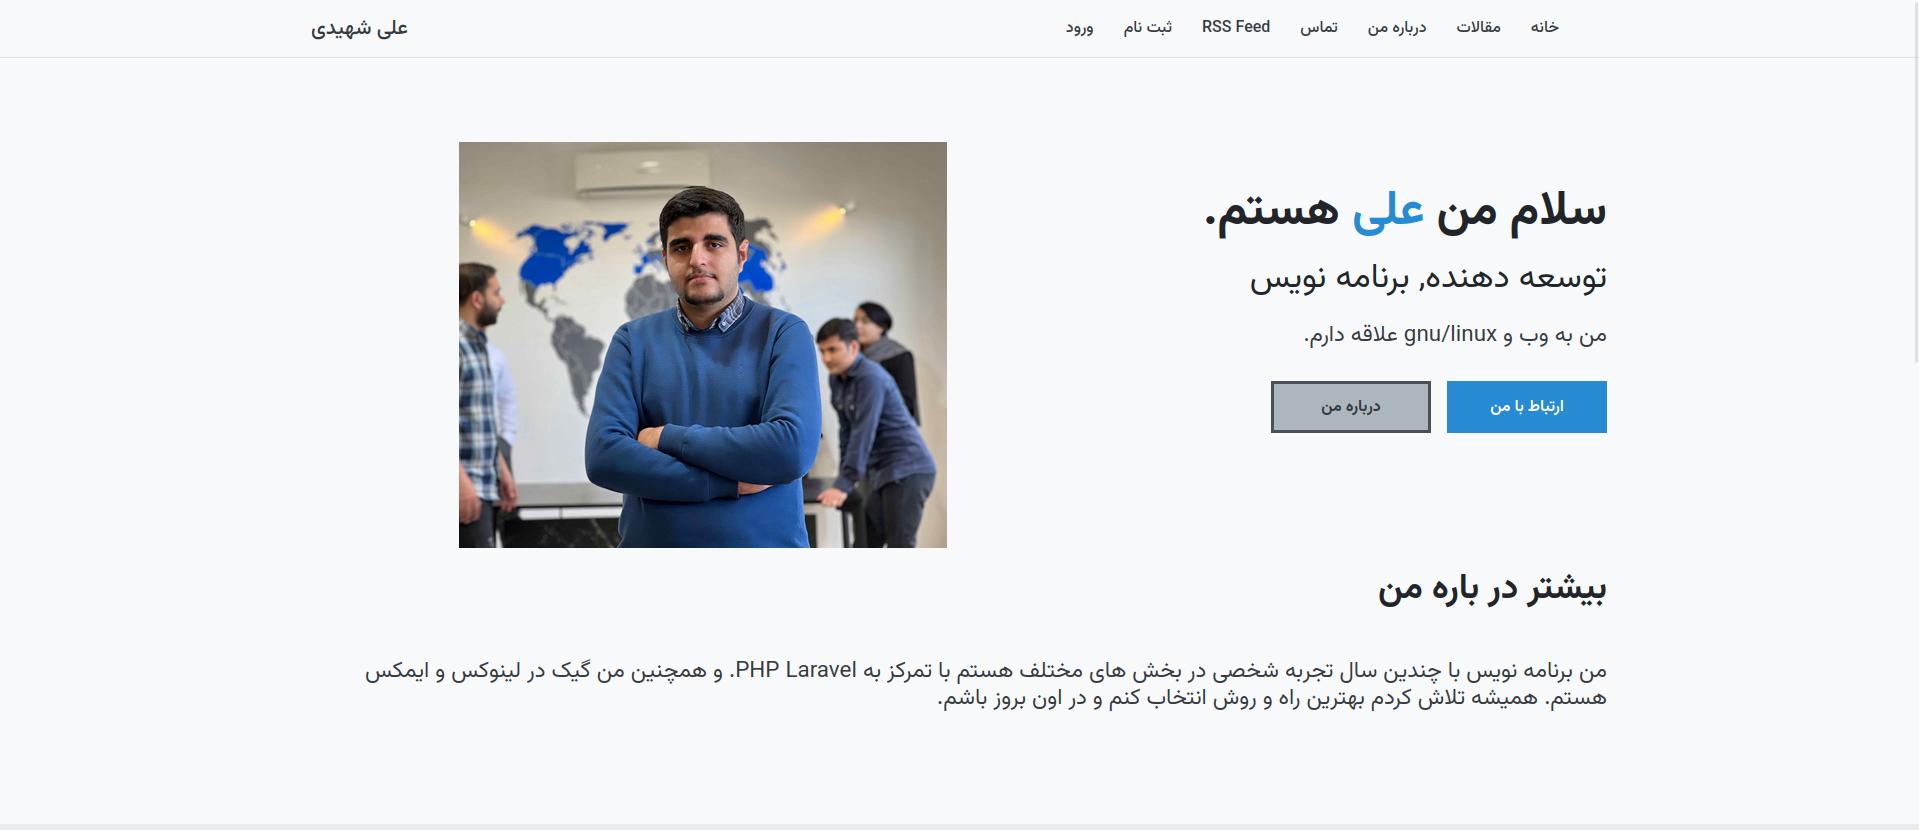 خانه
مقالات
درباره من
تماس
RSS Feed
ثبت نام
ورود
علی شهیدی
سلام من علی هستم.
توسعه دهنده, برنامه نویس
من به وب و gnu/linux علاقه دارم.
ارتباط با من
درباره من
بیشتر در باره من
من برنامه نویس با چندین سال تجربه شخصی در بخش های مختلف هستم با تمرکز به PHP Laravel. و همچنین من گیک در لینوکس و ایمکس
هستم. همیشه تلاش کردم بهترین راه و روش انتخاب کنم و در اون بروز باشم.